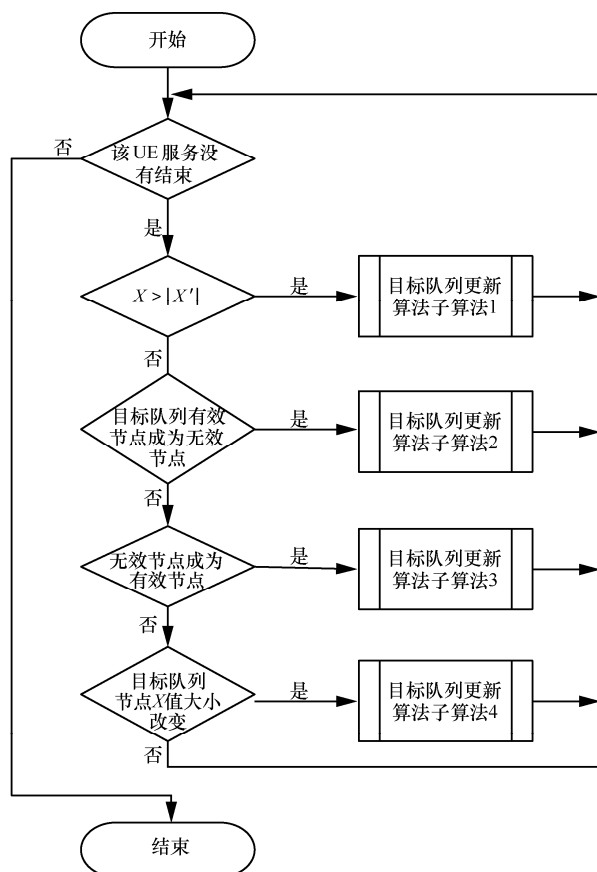 开始
否
该UE服务没
有结束
是
X>|X′|
是
目标队列更新
算法子算法1
否
目标队列有效
节点成为无效
节点
是
目标队列更新
算法子算法2
否
无效节点成为
有效节点
是
目标队列更新
算法子算法3
否
目标队列
节点X值大小
改变
是
目标队列更新
算法子算法4
否
结束